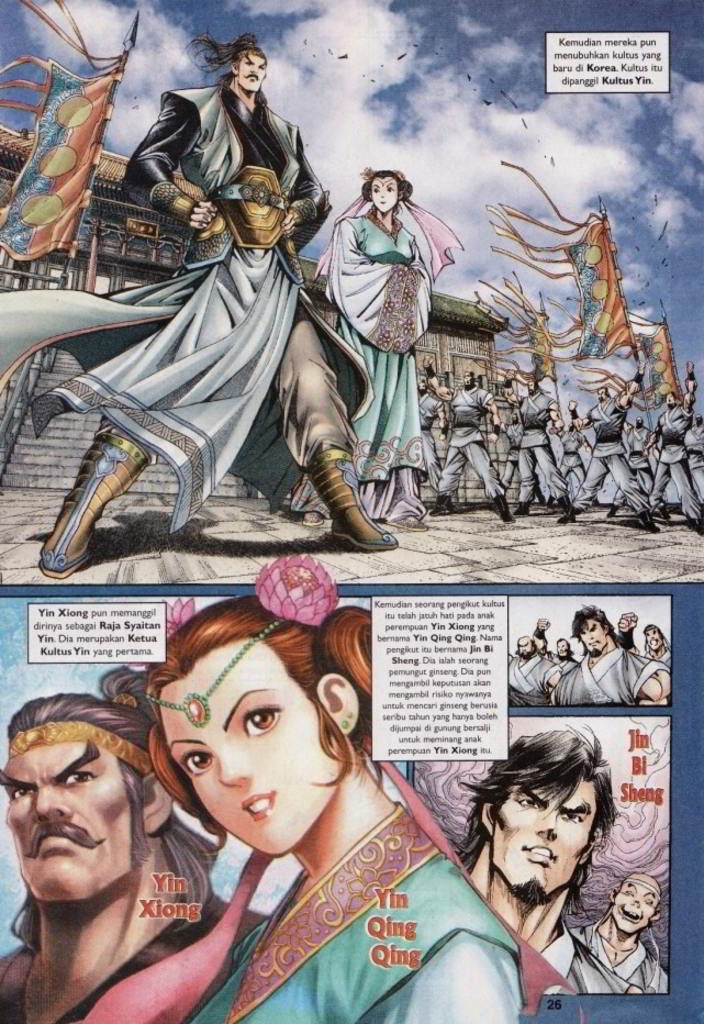 Kemudian mereka pun
menubuhkan kultus yang
baru di Korea. Kultus itu
dipanggil Kultus Yin.
Yin Xiong pun memanggil
dirinya sebagai Raja Syaitan
Yin. Dia merupakan Ketua
Kultus Yin yang pertama.
Kemudian seorang pengikut kultus
itu telah jatuh hati pada anak
perempuan Yin Xiong yang
bernama Yin Qing Qing. Nama
pengikut itu bernama Jin Bi
Sheng. Dia ialah seorang
pemungut ginseng. Dia pun
mengambil keputusan akan
mengambil risiko nyawanya
untuk mencari ginseng berusia
seribu tahun yang hanya boleh
dijumpai di gunung bersalji
untuk meminang anak
perempuan Yin Xiong itu.
Jin
Bi
Sheng
Yin
Xiong
Yin
Qing
Qing
26